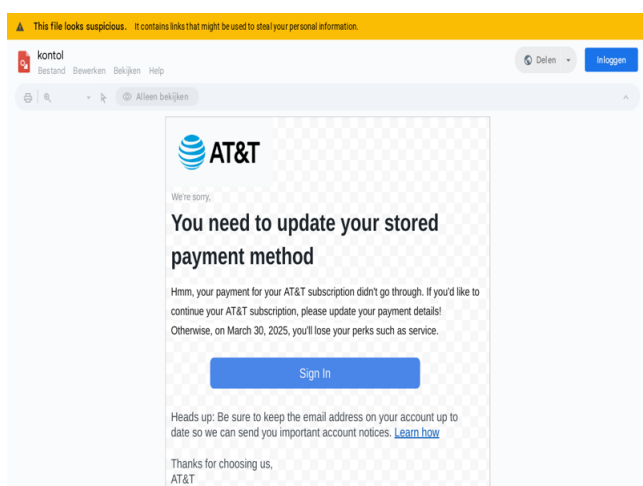 This file looks suspicious. It contains links that might be used to steal your personal information.
kontol
Bestand Bewerken Bekijken Help
Delen
Inloggen
Alleen bekijken
AT&T
We're sorry,
You need to update your stored
payment method
Hmm, your payment for your AT&T subscription didn't go through. If you'd like to
continue your AT&T subscription, please update your payment details!
Otherwise, on March 30, 2025, you'll lose your perks such as service.
Sign In
Heads up: Be sure to keep the email address on your account up to
date so we can send you important account notices. Learn how
Thanks for choosing us,
AT&T